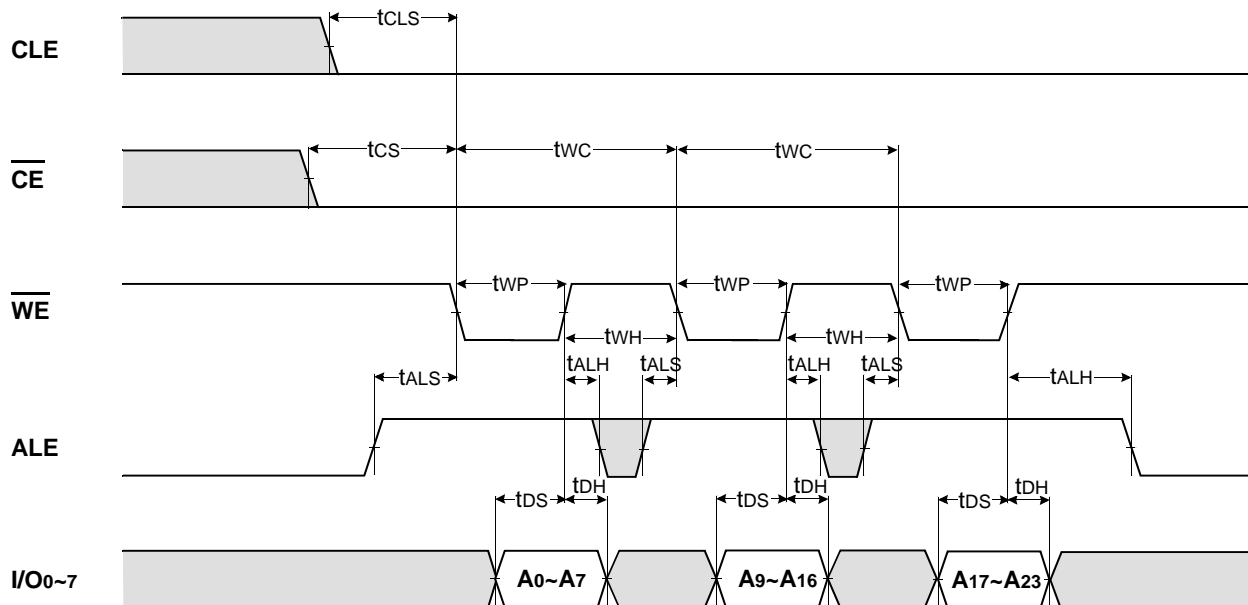 tCLS
CLE
tCS tWC tWC
CE
tWP tWP tWP
WE
tWH tWH
tALH tALS tALH tALS
tALS tALH
ALE
tDS tDH tDS tDH tDS tDH
I/O0~7 A0~A7 A9~A16 A17~A23